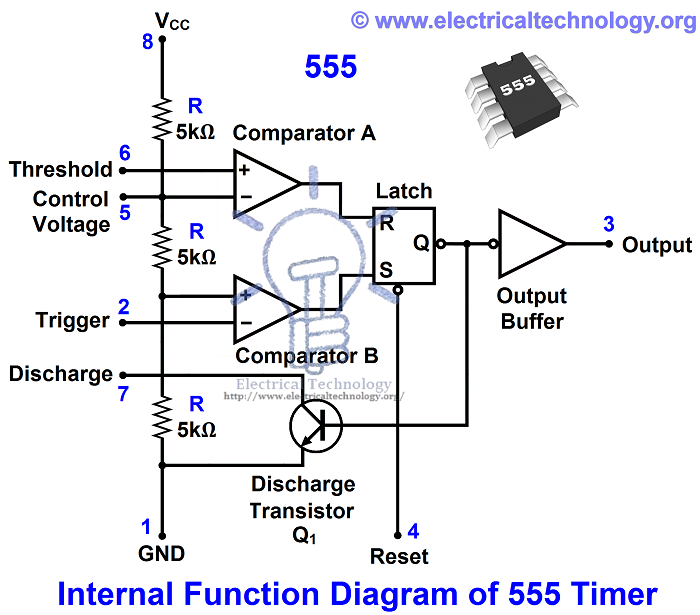 © www.electricaltechnology.org
VCC
8
555
555
R
5kΩ
Comparator A
6
Threshold
+
−
Control
Voltage
5
Latch
R
Q
S
3
Output
R
5kΩ
Output
Buffer
2
Trigger
+
−
Comparator B
Discharge
7
Electrical Technology
http://www.electricaltechnology.org/
R
5kΩ
Discharge
Transistor
Q1
1
GND
4
Reset
Internal Function Diagram of 555 Timer